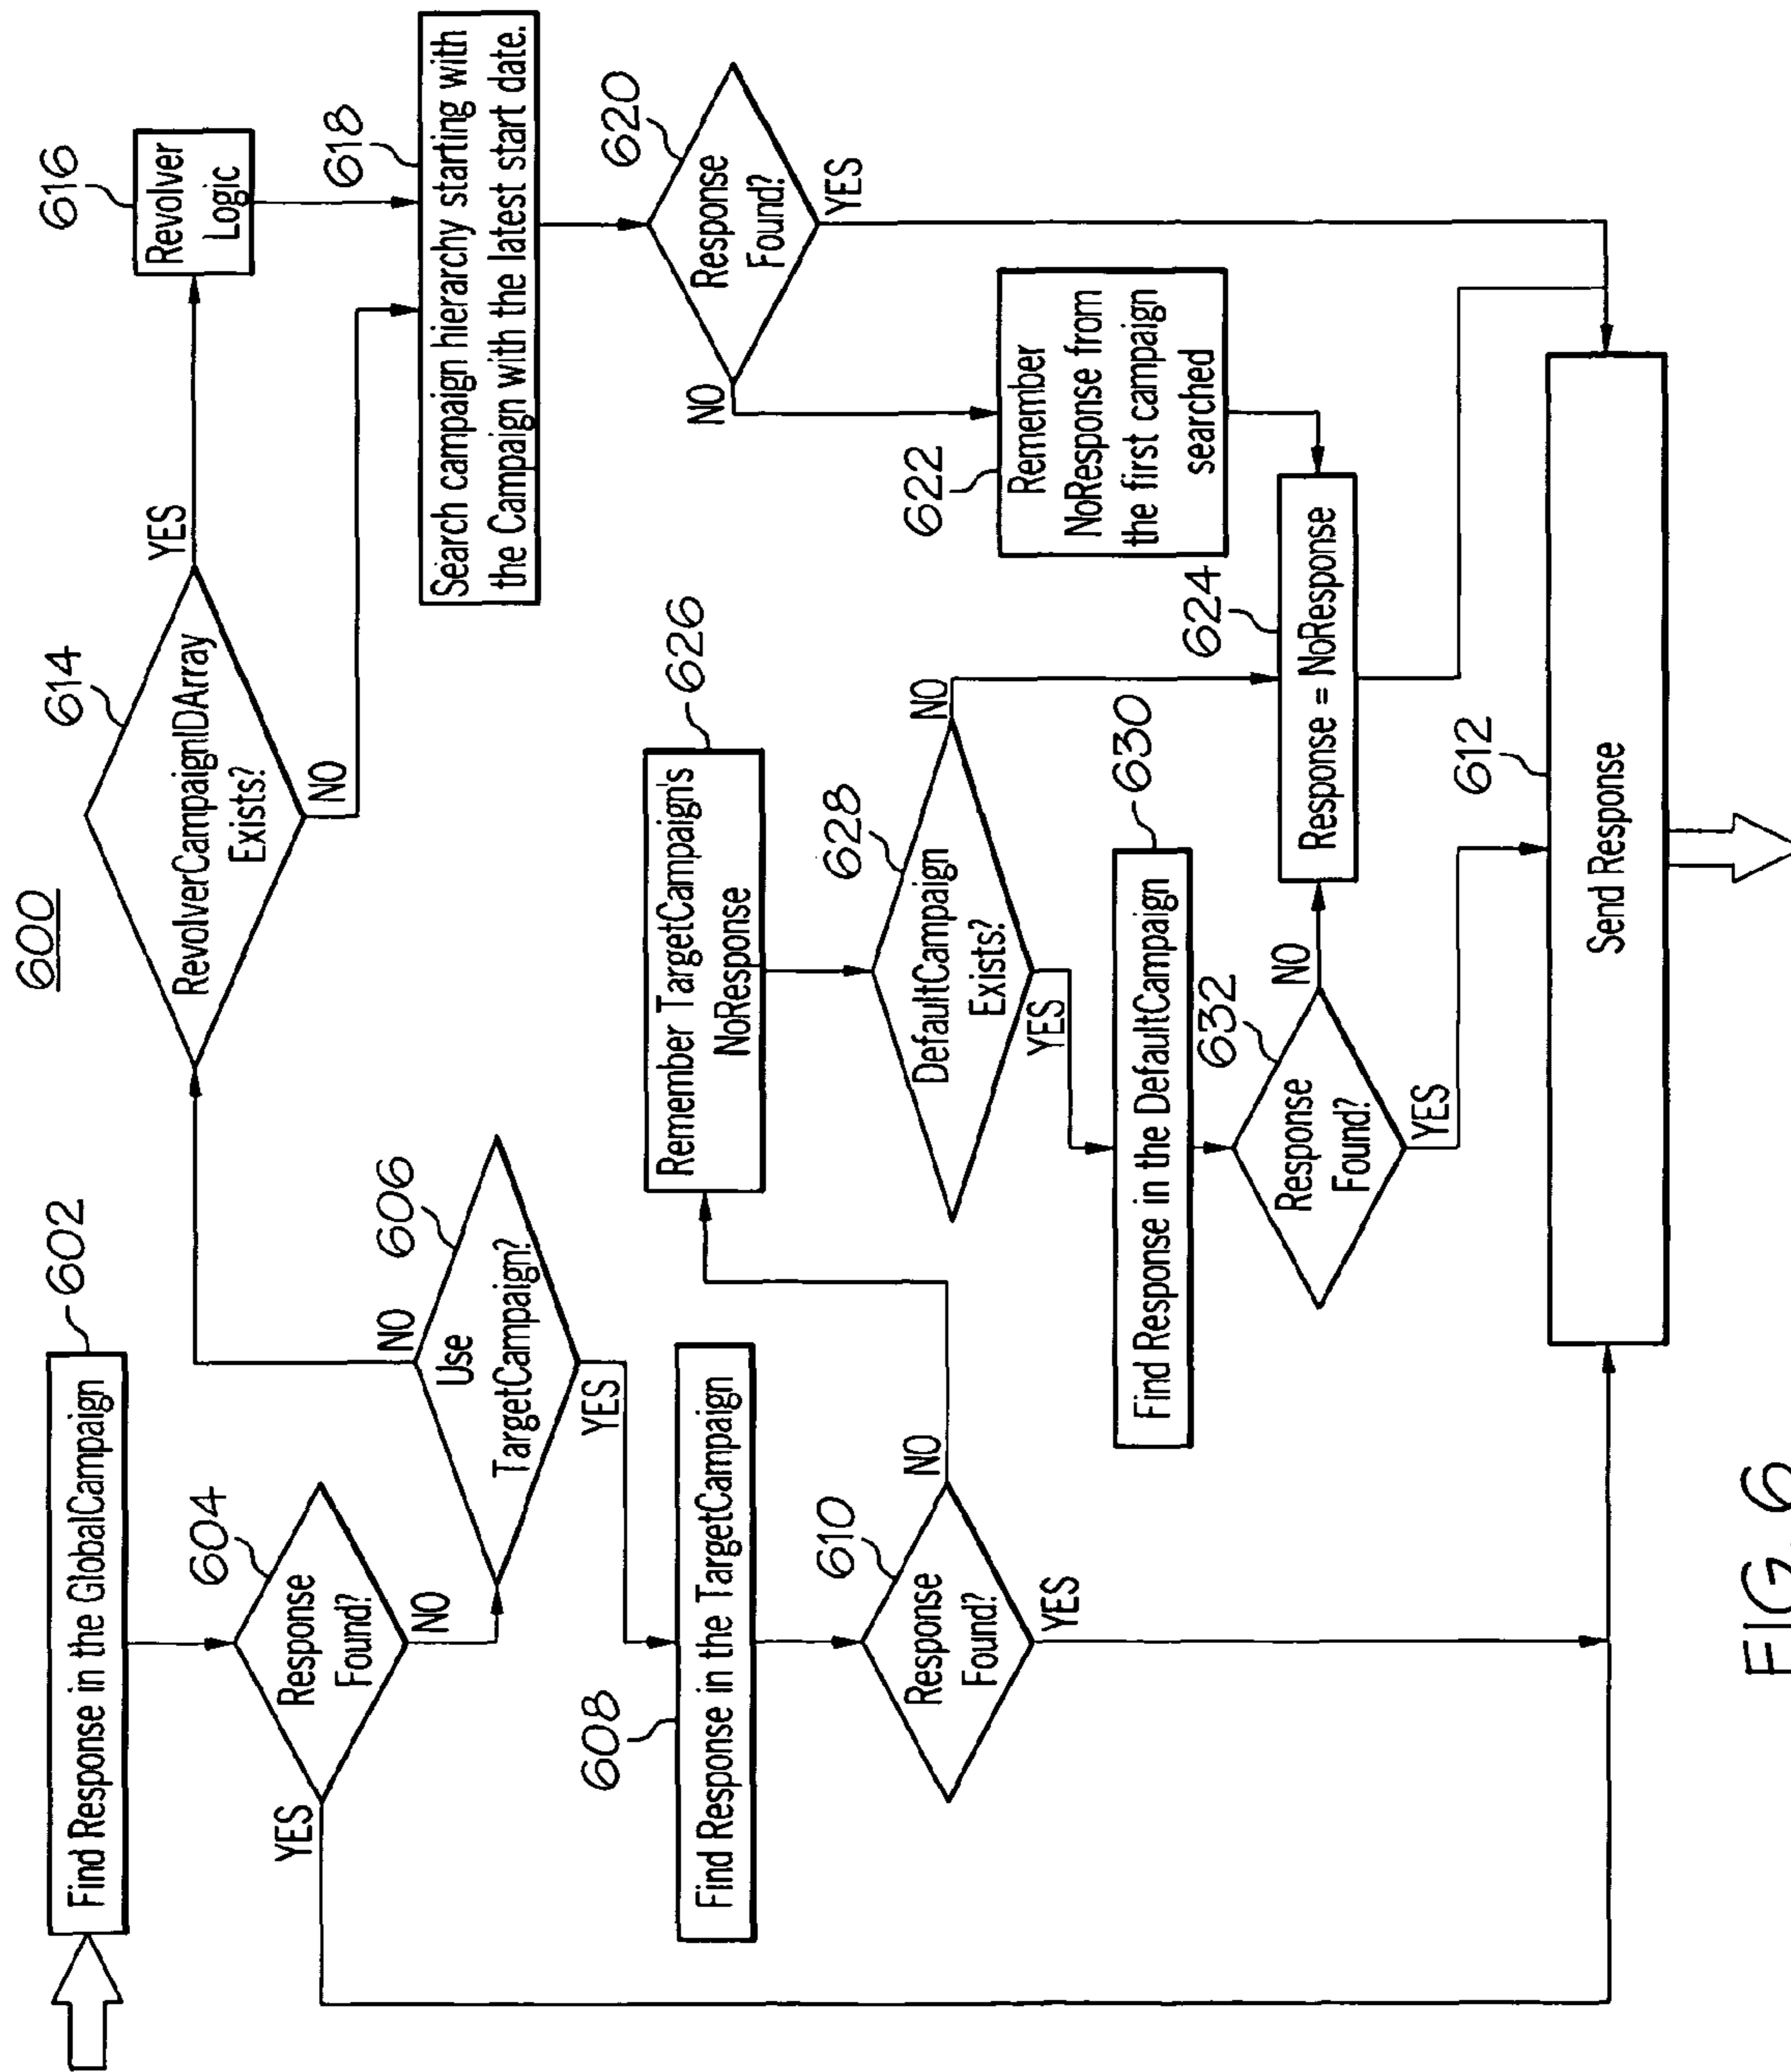 600
602
Find Response in the GlobalCampaign
604
Response
Found?
YES
NO
606
Use
TargetCampaign?
NO
YES
608
Find Response in the TargetCampaign
610
Response
Found?
NO
YES
614
RevolverCampaignIDArray
Exists?
YES
NO
616
Revolver
Logic
618
Search campaign hierarchy starting with
the Campaign with the latest start date.
620
Response
Found?
NO
YES
622
Remember
NoResponse from
the first campaign
searched
626
Remember TargetCampaign's
NoResponse
628
DefaultCampaign
Exists?
NO
YES
630
Find Response in the DefaultCampaign
632
Response
Found?
NO
YES
624
Response = NoResponse
612
Send Response
FIG. 6